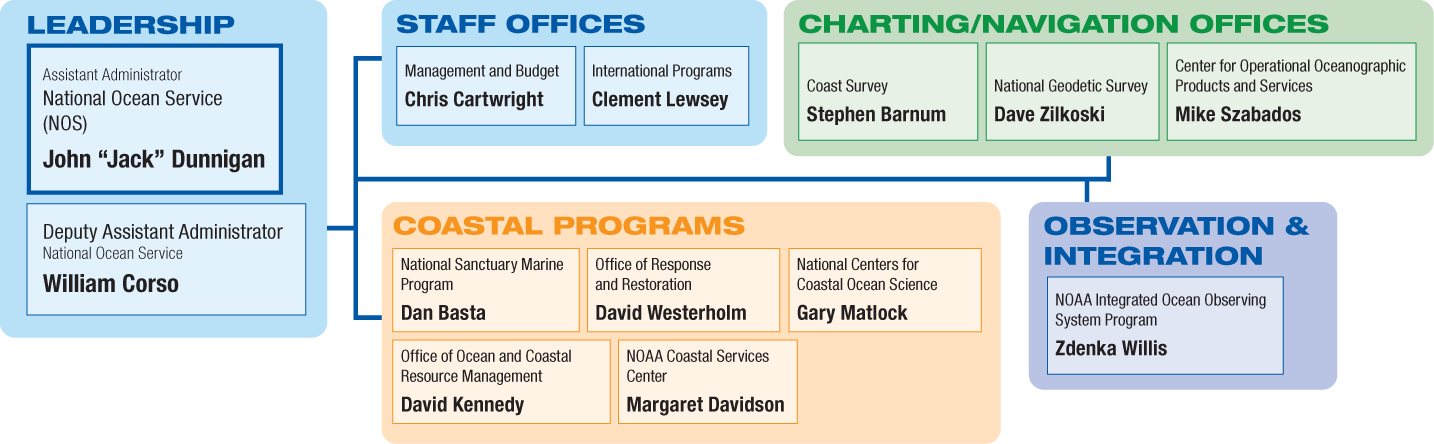 LEADERSHIP
Assistant Administrator
National Ocean Service
(NOS)
John “Jack” Dunnigan
Deputy Assistant Administrator
National Ocean Service
William Corso
STAFF OFFICES
Management and Budget
Chris Cartwright
International Programs
Clement Lewsey
CHARTING/NAVIGATION OFFICES
Coast Survey
Stephen Barnum
National Geodetic Survey
Dave Zilkoski
Center for Operational Oceanographic
Products and Services
Mike Szabados
COASTAL PROGRAMS
National Sanctuary Marine
Program
Dan Basta
Office of Response
and Restoration
David Westerholm
National Centers for
Coastal Ocean Science
Gary Matlock
Office of Ocean and Coastal
Resource Management
David Kennedy
NOAA Coastal Services
Center
Margaret Davidson
OBSERVATION &
INTEGRATION
NOAA Integrated Ocean Observing
System Program
Zdenka Willis